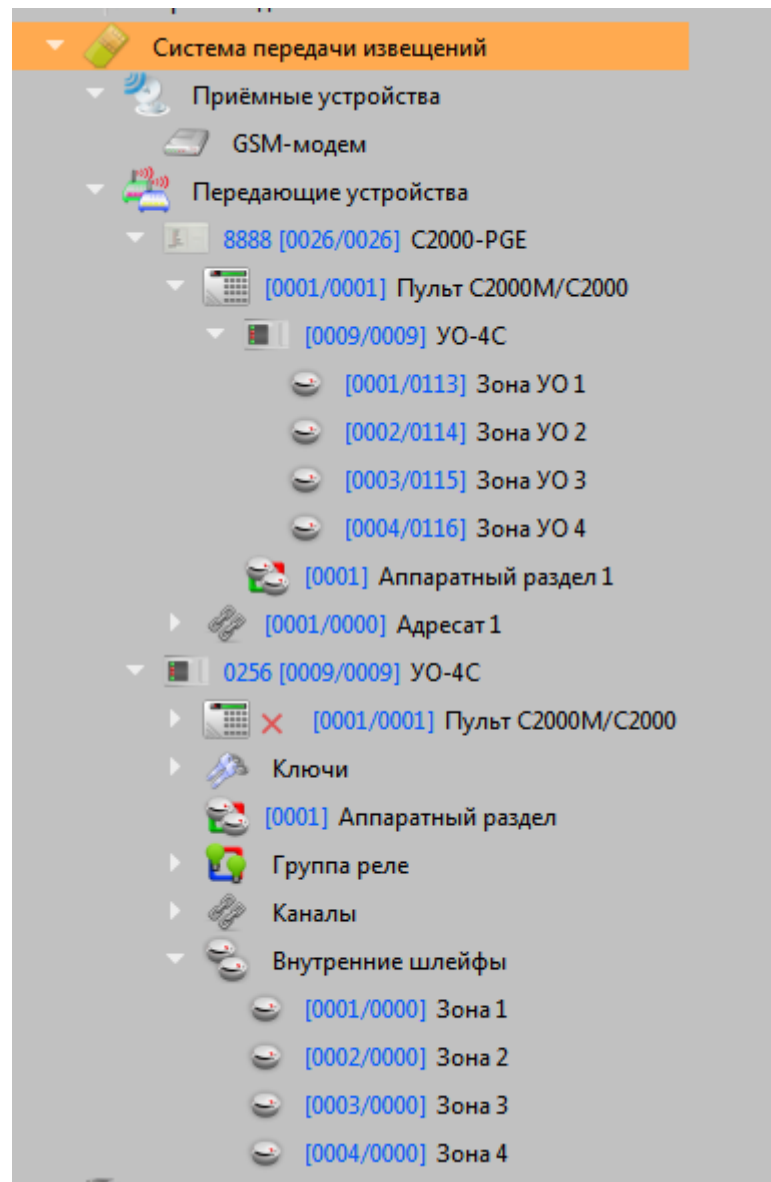 Система передачи извещений
Приёмные устройства
GSM-модем
Передающие устройства
8888 [0026/0026] С2000-PGE
[0001/0001] Пульт С2000М/С2000
[0009/0009] УО-4С
[0001/0113] Зона УО 1
[0002/0114] Зона УО 2
[0003/0115] Зона УО 3
[0004/0116] Зона УО 4
[0001] Аппаратный раздел 1
[0001/0000] Адресат 1
0256 [0009/0009] УО-4С
[0001/0001] Пульт С2000М/С2000
Ключи
[0001] Аппаратный раздел
Группа реле
Каналы
Внутренние шлейфы
[0001/0000] Зона 1
[0002/0000] Зона 2
[0003/0000] Зона 3
[0004/0000] Зона 4